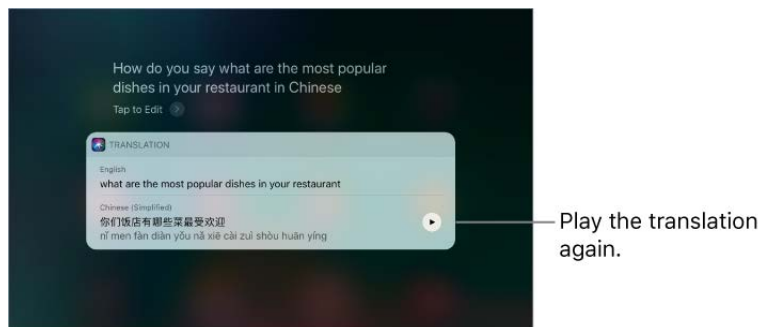 How do you say what are the most popular
dishes in your restaurant in Chinese
Tap to Edit
TRANSLATION
English
what are the most popular dishes in your restaurant
Chinese (Simplified)
你们饭店有哪些菜最受欢迎
nǐ men fàn diàn yǒu nǎ xiē cài zuì shòu huān yíng
Play the translation
again.